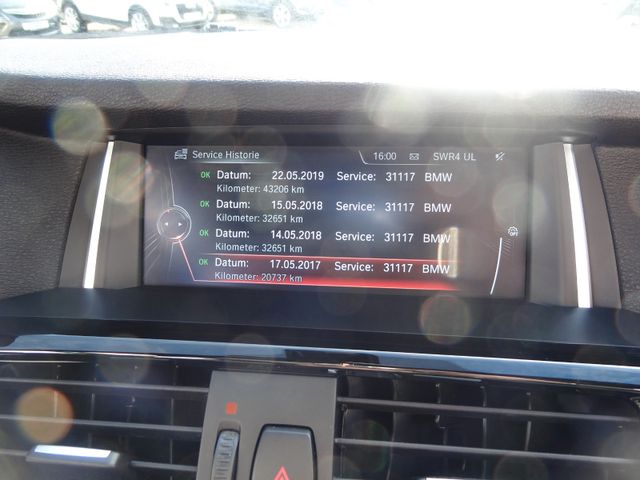 Service Historie 16:00 SWR4 UL
OK Datum: 22.05.2019 Service: 31117 BMW
Kilometer: 43206 km
OK Datum: 15.05.2018 Service: 31117 BMW
Kilometer: 32651 km
OK Datum: 14.05.2018 Service: 31117 BMW
Kilometer: 32651 km
OK Datum: 17.05.2017 Service: 31117 BMW
Kilometer: 20737 km